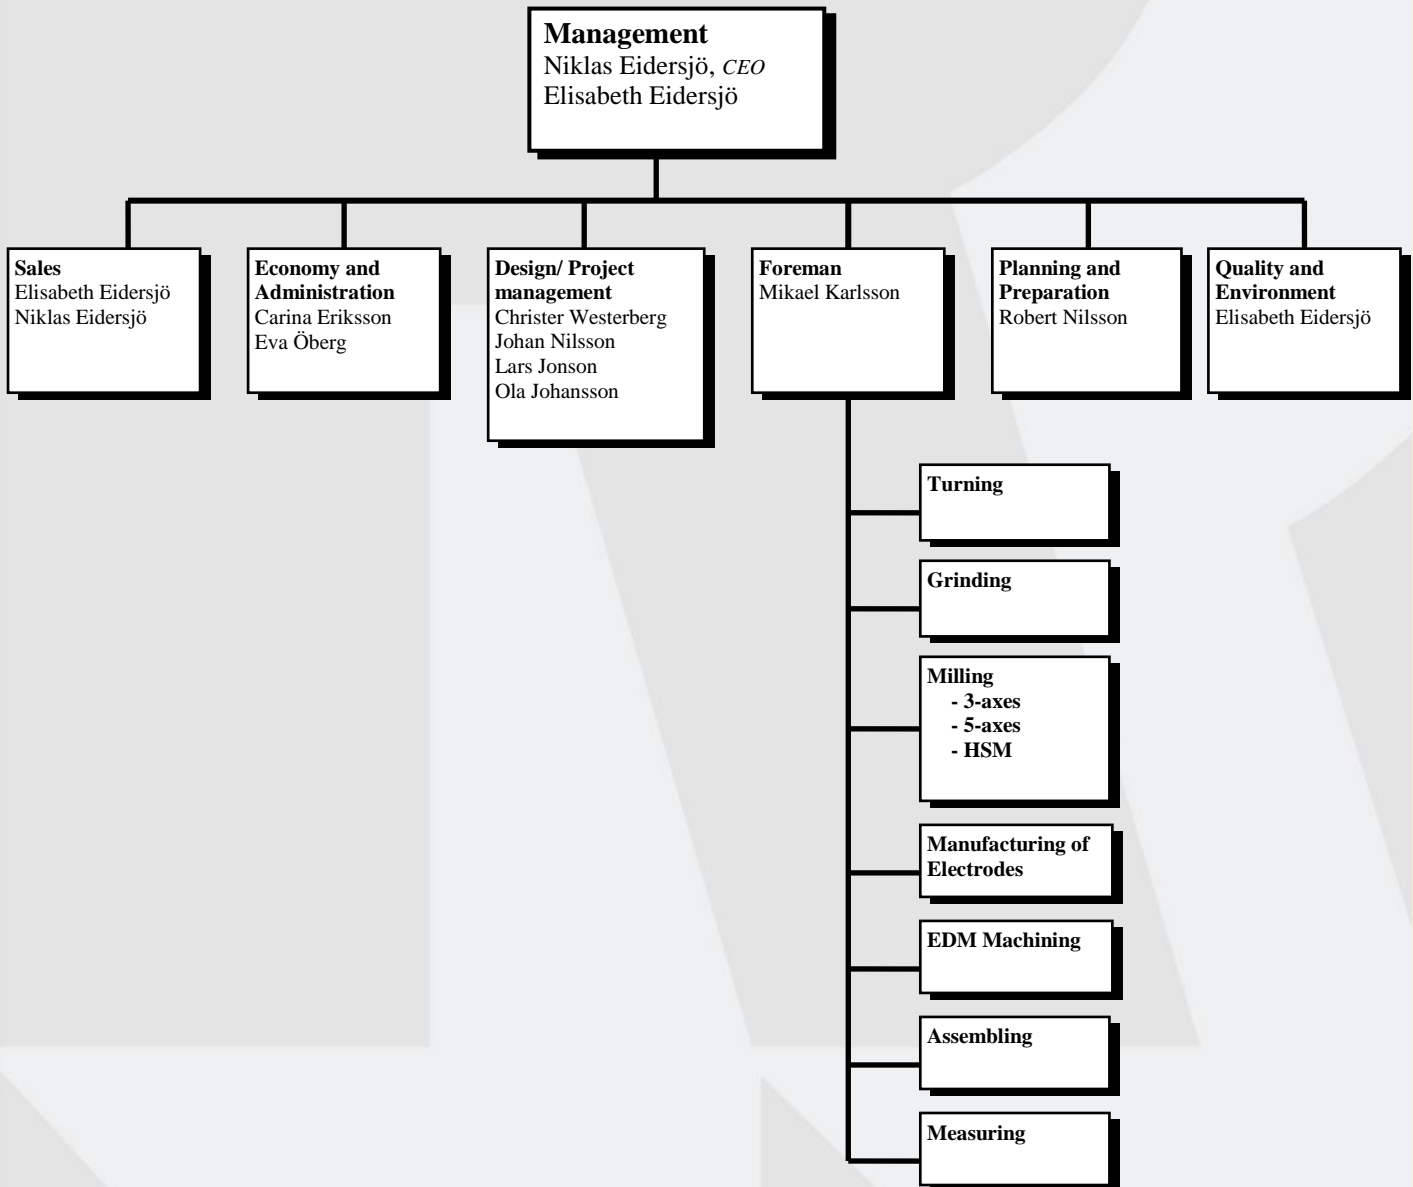 Management
Niklas Eidersjö, CEO
Elisabeth Eidersjö
Sales
Elisabeth Eidersjö
Niklas Eidersjö
Economy and
Administration
Carina Eriksson
Eva Öberg
Design/ Project
management
Christer Westerberg
Johan Nilsson
Lars Jonson
Ola Johansson
Foreman
Mikael Karlsson
Planning and
Preparation
Robert Nilsson
Quality and
Environment
Elisabeth Eidersjö
Turning
Grinding
Milling
- 3-axes
- 5-axes
- HSM
Manufacturing of
Electrodes
EDM Machining
Assembling
Measuring